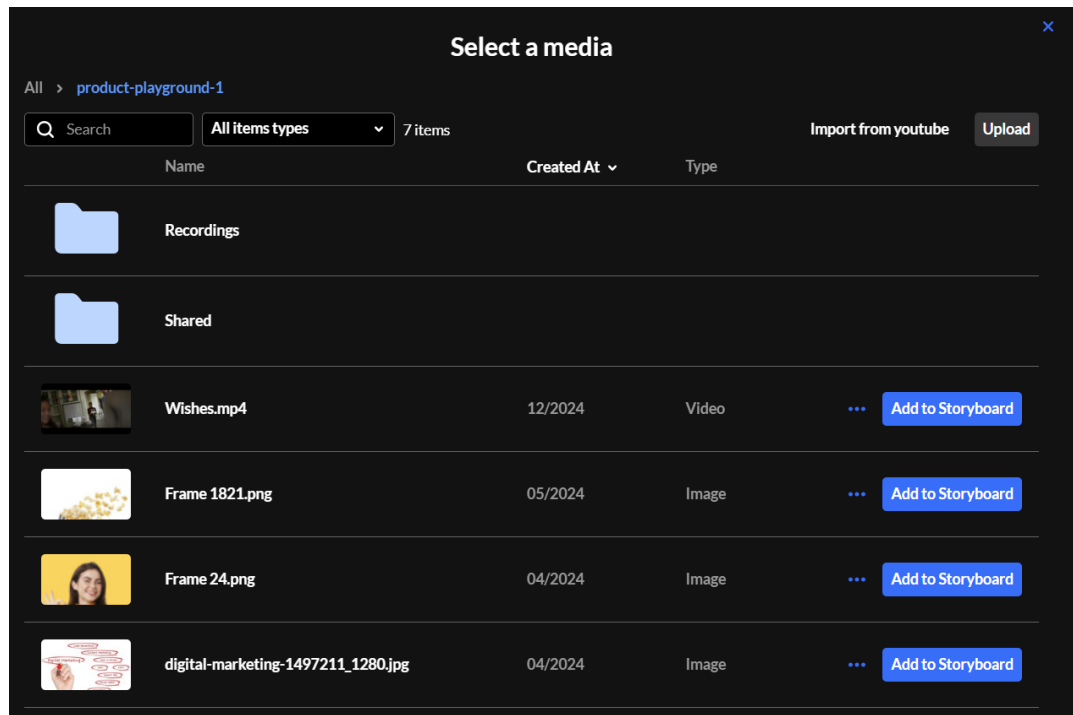 Select a media
All > product-playground-1
Search All items types 7 items Import from youtube Upload
Name Created At Type
Recordings
Shared
Wishes.mp4 12/2024 Video ••• Add to Storyboard
Frame 1821.png 05/2024 Image ••• Add to Storyboard
Frame 24.png 04/2024 Image ••• Add to Storyboard
digital-marketing-1497211_1280.jpg 04/2024 Image ••• Add to Storyboard